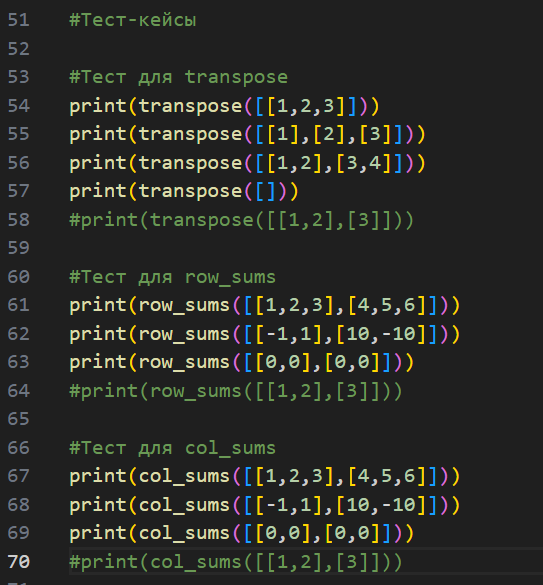 51 #Тест-кейсы
52
53 #Тест для transpose
54 print(transpose([[1,2,3]]))
55 print(transpose([[1],[2],[3]]))
56 print(transpose([[1,2],[3,4]]))
57 print(transpose([]))
58 #print(transpose([[1,2],[3]]))
59
60 #Тест для row_sums
61 print(row_sums([[1,2,3],[4,5,6]]))
62 print(row_sums([[-1,1],[10,-10]]))
63 print(row_sums([[0,0],[0,0]]))
64 #print(row_sums([[1,2],[3]]))
65
66 #Тест для col_sums
67 print(col_sums([[1,2,3],[4,5,6]]))
68 print(col_sums([[-1,1],[10,-10]]))
69 print(col_sums([[0,0],[0,0]]))
70 #print(col_sums([[1,2],[3]]))